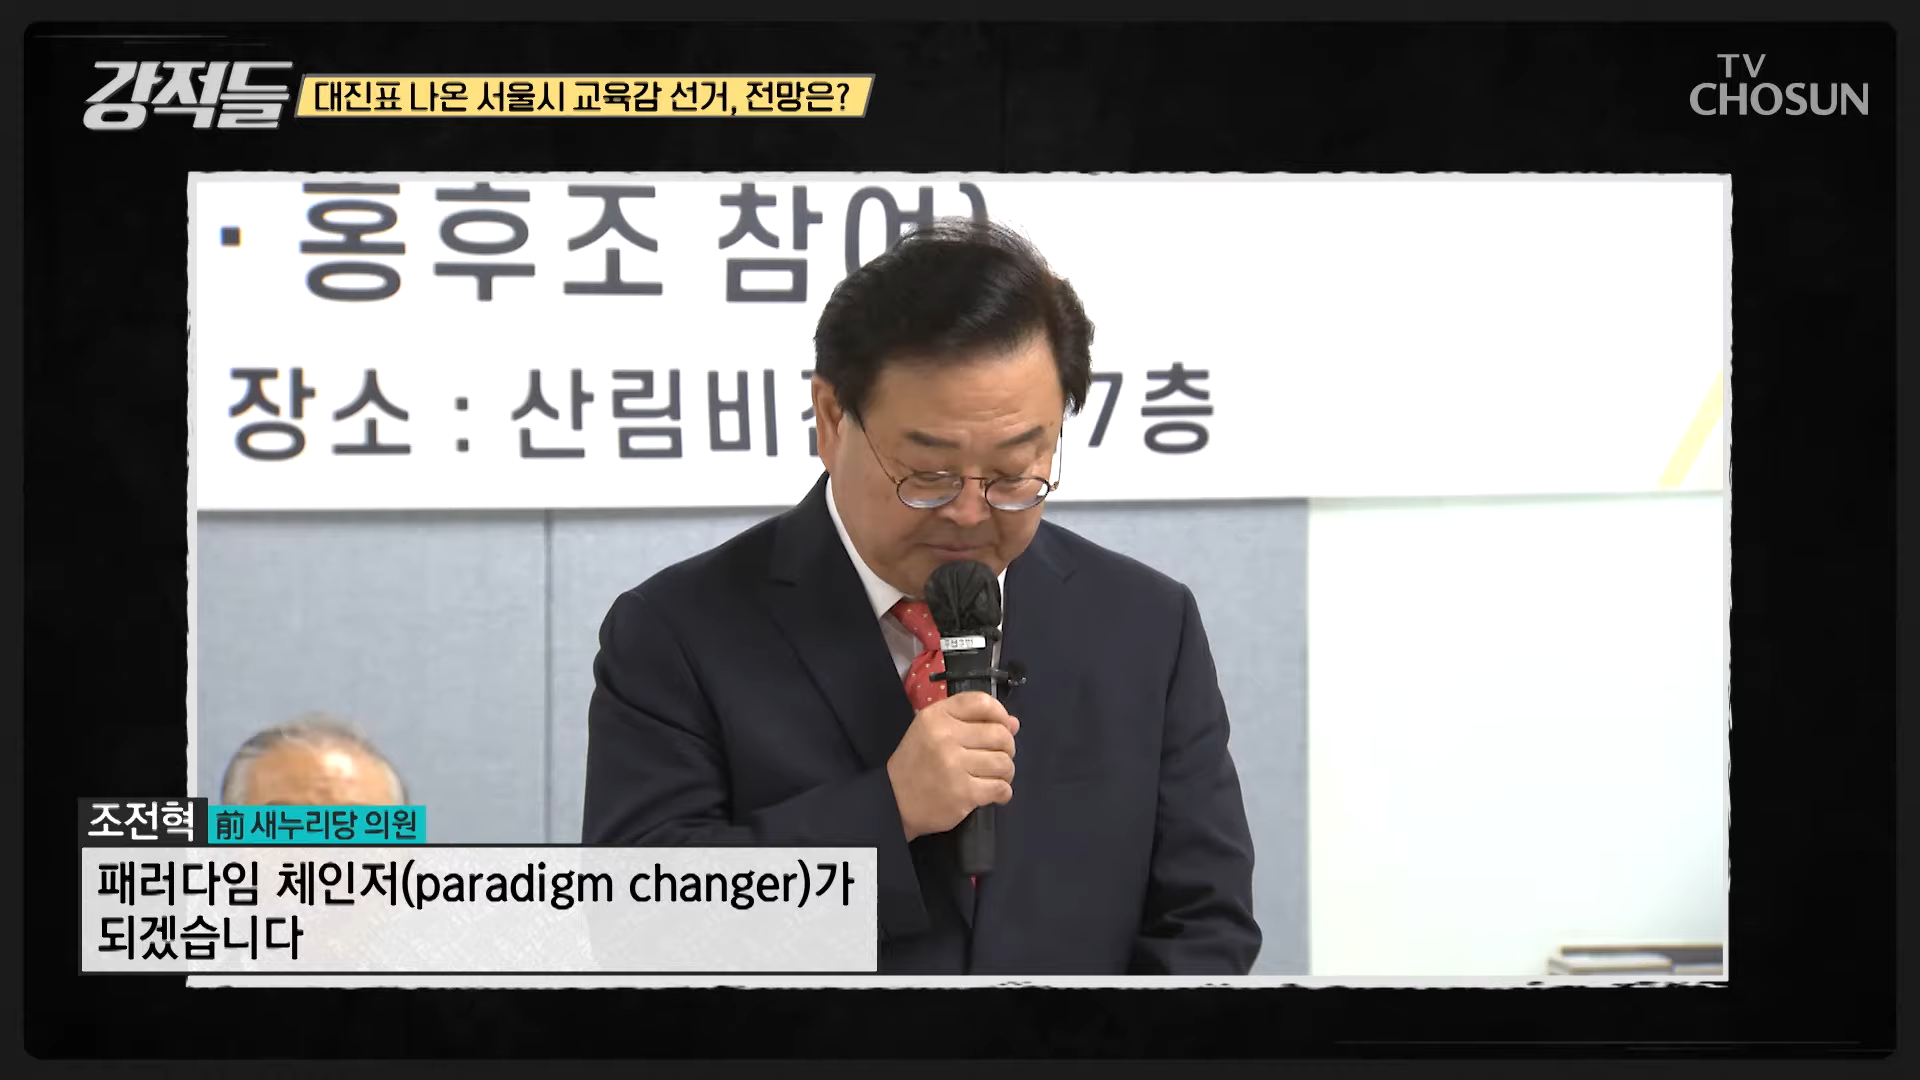 강적들 대진표 나온 서울시 교육감 선거, 전망은?
TV
CHOSUN
· 홍후조 참여)
장소 : 산림비 7층
조전혁 前 새누리당 의원
패러다임 체인저(paradigm changer)가
되겠습니다